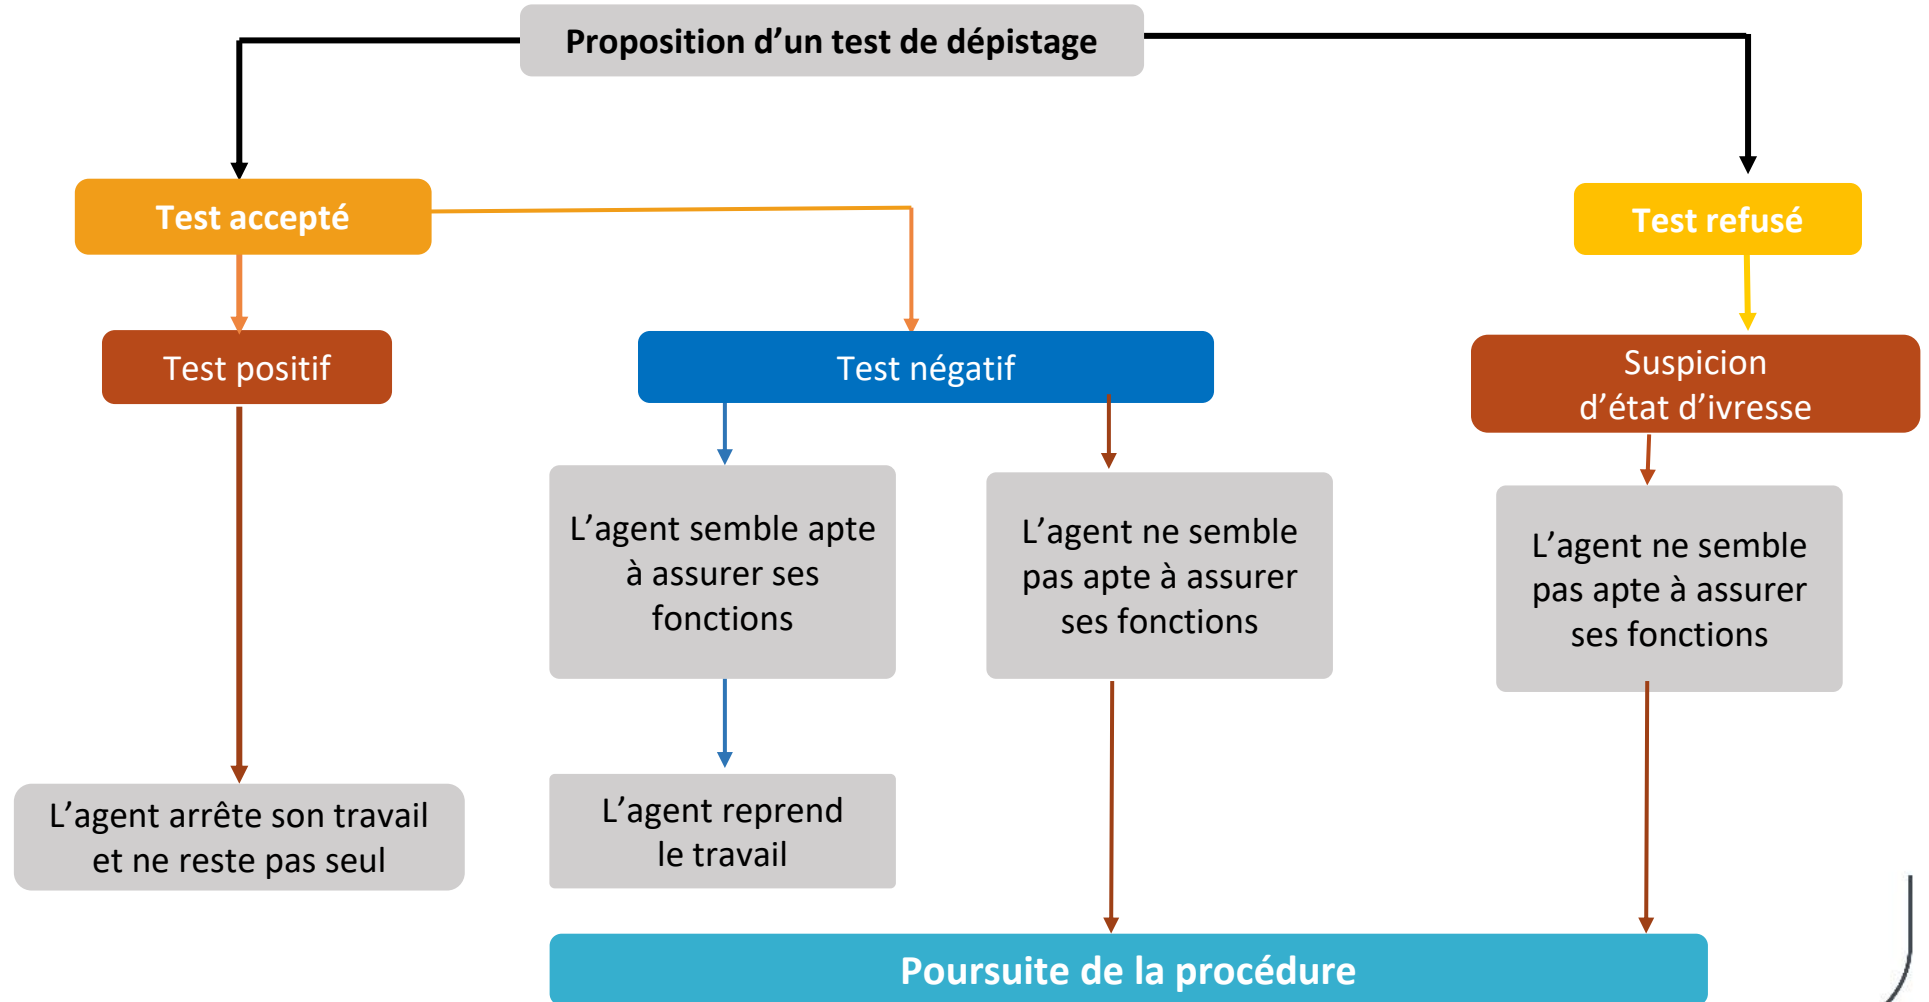 Proposition d’un test de dépistage
Test accepté
Test refusé
Test positif
Test négatif
Suspicion
d’état d’ivresse
L’agent semble apte
à assurer ses
fonctions
L’agent ne semble
pas apte à assurer
ses fonctions
L’agent ne semble
pas apte à assurer
ses fonctions
L’agent arrête son travail
et ne reste pas seul
L’agent reprend
le travail
Poursuite de la procédure